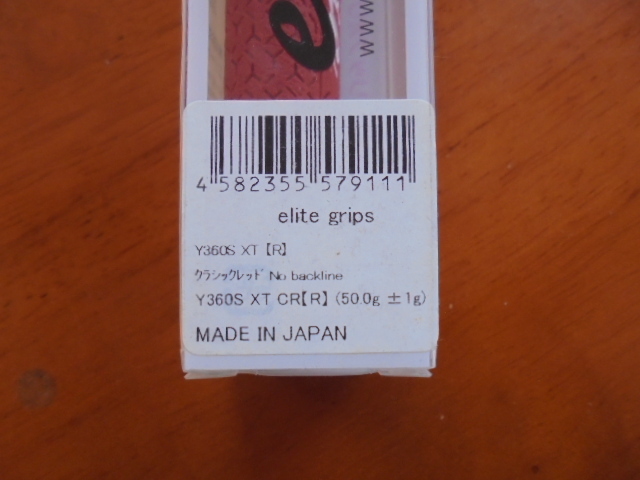 e
www
4 582355 579111
elite grips
Y360S XT【R】
ｸﾗｼｯｸﾚｯﾄﾞ No backline
Y360S XT CR【R】 (50.0g ±1g)
MADE IN JAPAN